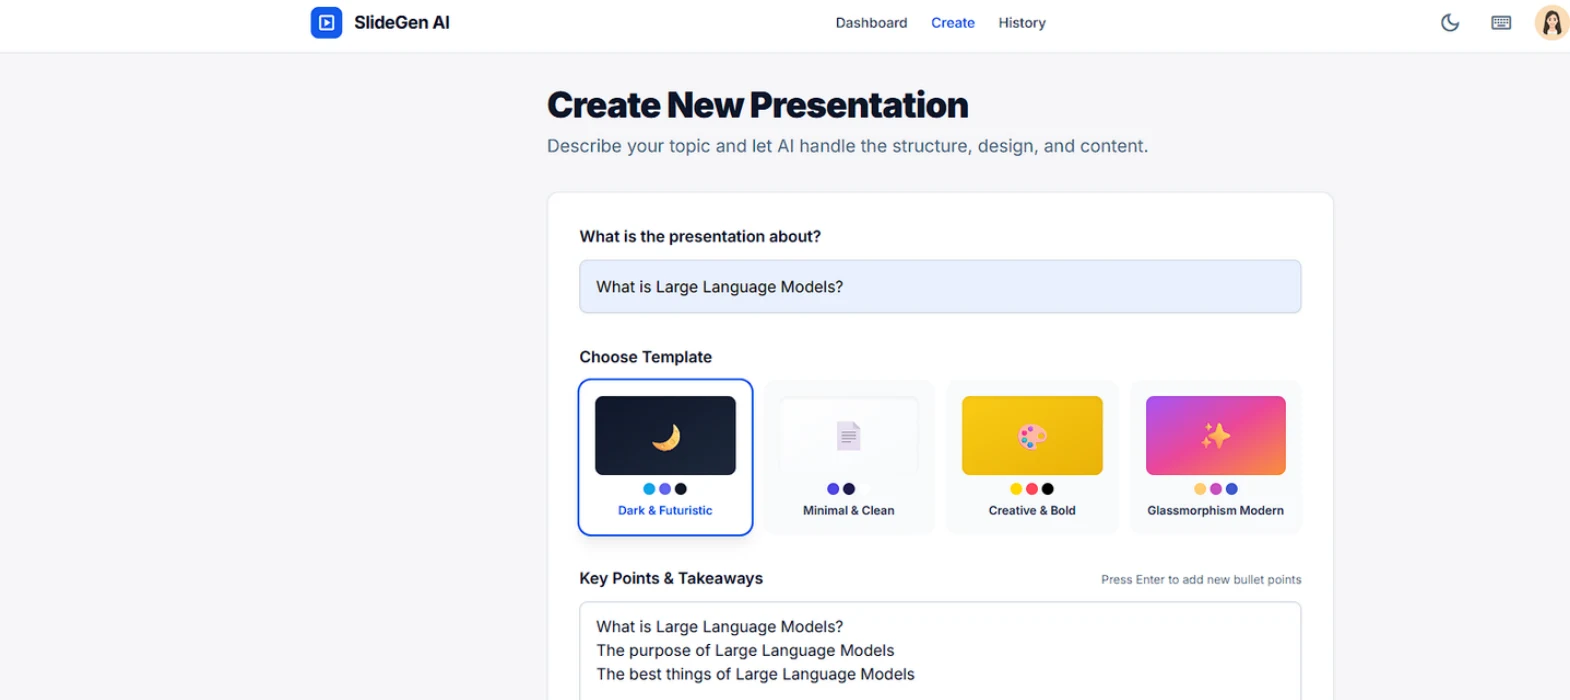 SlideGen AI
Dashboard
Create
History
Create New Presentation
Describe your topic and let AI handle the structure, design, and content.
What is the presentation about?
What is Large Language Models?
Choose Template
Dark & Futuristic
Minimal & Clean
Creative & Bold
Glassmorphism Modern
Key Points & Takeaways
Press Enter to add new bullet points
What is Large Language Models?
The purpose of Large Language Models
The best things of Large Language Models